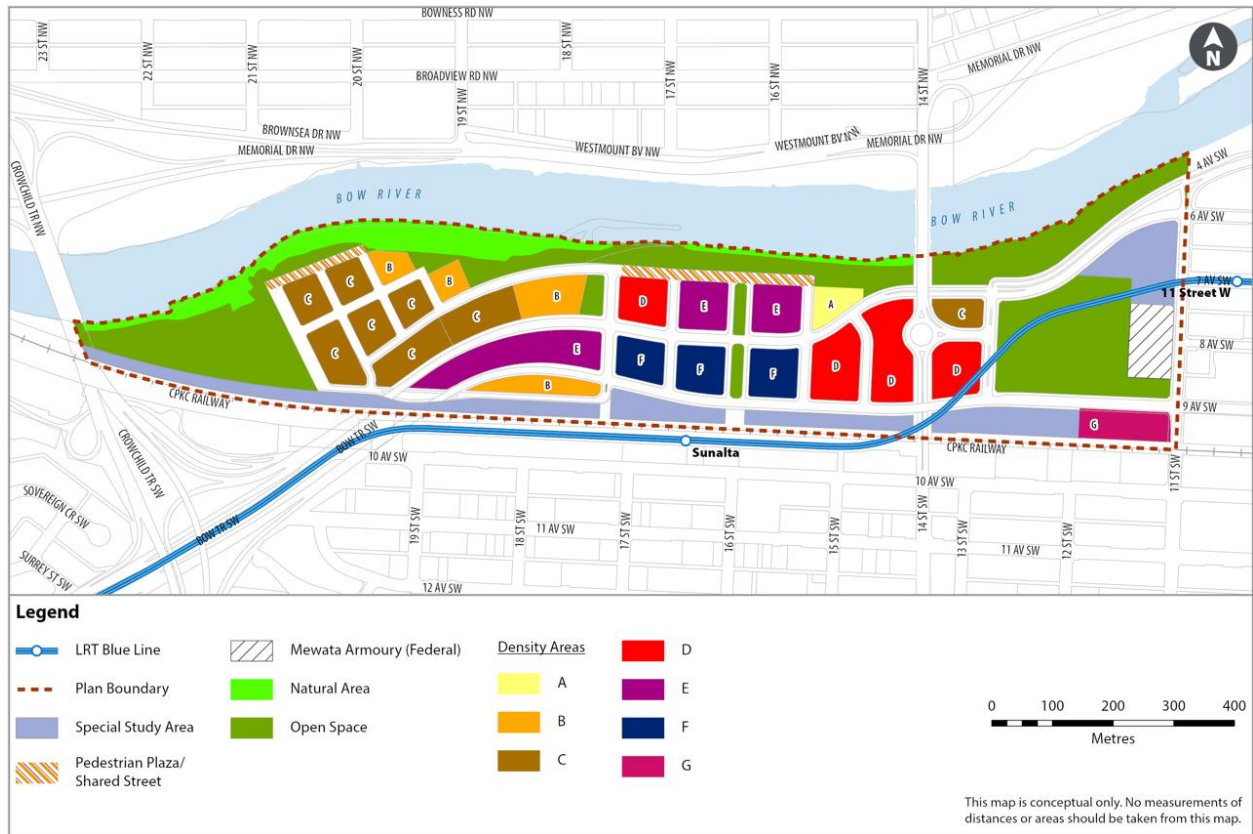 BOWNESS RD NW
23 ST NW
22 ST NW
21 ST NW
20 ST NW
19 ST NW
18 ST NW
17 ST NW
16 ST NW
14 ST NW
MEMORIAL DR NW
N
BROADVIEW RD NW
BROWNSEA DR NW
MEMORIAL DR NW
WESTMOUNT BV NW
WESTMOUNT BV NW
MEMORIAL DR NW
CROWCHILD TR NW
BOW RIVER
BOW RIVER
4 AV SW
6 AV SW
7 AV SW
11 Street W
8 AV SW
9 AV SW
B
B
C
C
C
C
C
C
C
C
B
D
E
E
A
C
E
F
F
F
D
D
D
B
G
CPKC RAILWAY
BOW TR SW
Sunalta
CPKC RAILWAY
CROWCHILD TR SW
10 AV SW
10 AV SW
11 ST SW
SOVEREIGN CR SW
SURREY ST SW
BOW TR SW
19 ST SW
18 ST SW
11 AV SW
17 ST SW
16 ST SW
15 ST SW
14 ST SW
13 ST SW
11 AV SW
12 ST SW
12 AV SW
Legend
LRT Blue Line
Plan Boundary
Special Study Area
Pedestrian Plaza/
Shared Street
Mewata Armoury (Federal)
Natural Area
Open Space
Density Areas
A
B
C
D
E
F
G
0 100 200 300 400
Metres
This map is conceptual only. No measurements of
distances or areas should be taken from this map.